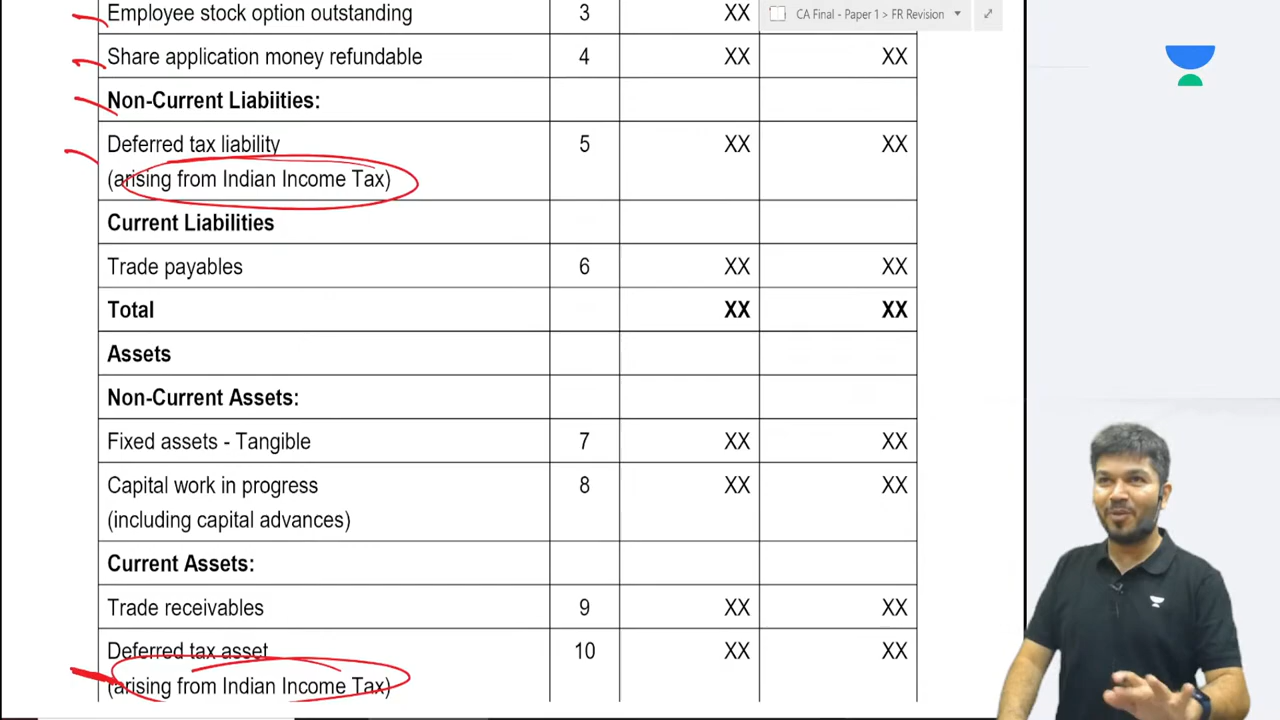 CA Final - Paper 1 > FR Revision
Employee stock option outstanding 3 XX
Share application money refundable 4 XX XX
Non-Current Liabiities:
Deferred tax liability 5 XX XX
(arising from Indian Income Tax)
Current Liabilities
Trade payables 6 XX XX
Total XX XX
Assets
Non-Current Assets:
Fixed assets - Tangible 7 XX XX
Capital work in progress 8 XX XX
(including capital advances)
Current Assets:
Trade receivables 9 XX XX
Deferred tax asset 10 XX XX
(arising from Indian Income Tax)